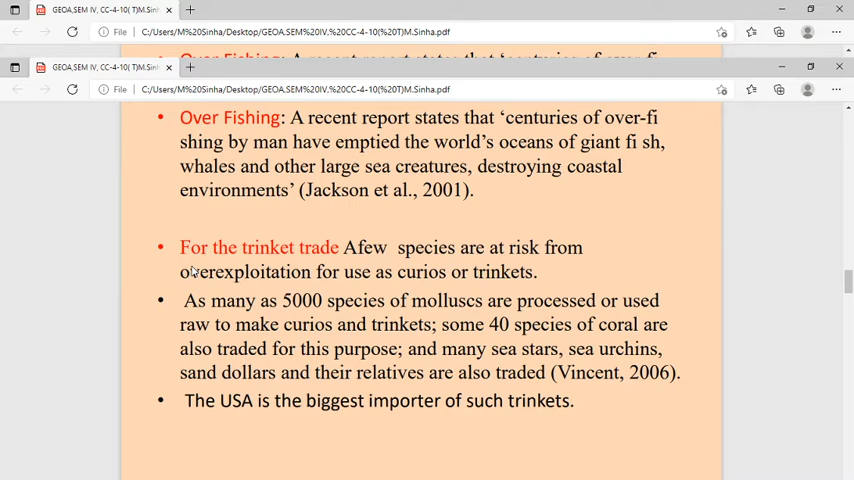 GEOA,SEM IV, CC-4-10( %20T)M.Sinh
File C:/Users/M%20Sinha/Desktop/GEOA,SEM%20IV,%20CC-4-10(%20T)M.Sinha.pdf
GEOA,SEM IV, CC-4-10( %20T)M.Sinh
File C:/Users/M%20Sinha/Desktop/GEOA,SEM%20IV,%20CC-4-10(%20T)M.Sinha.pdf
• Over Fishing: A recent report states that ‘centuries of over-fi
shing by man have emptied the world’s oceans of giant fi sh,
whales and other large sea creatures, destroying coastal
environments’ (Jackson et al., 2001).
• For the trinket trade Afew species are at risk from
overexploitation for use as curios or trinkets.
• As many as 5000 species of molluscs are processed or used
raw to make curios and trinkets; some 40 species of coral are
also traded for this purpose; and many sea stars, sea urchins,
sand dollars and their relatives are also traded (Vincent, 2006).
• The USA is the biggest importer of such trinkets.